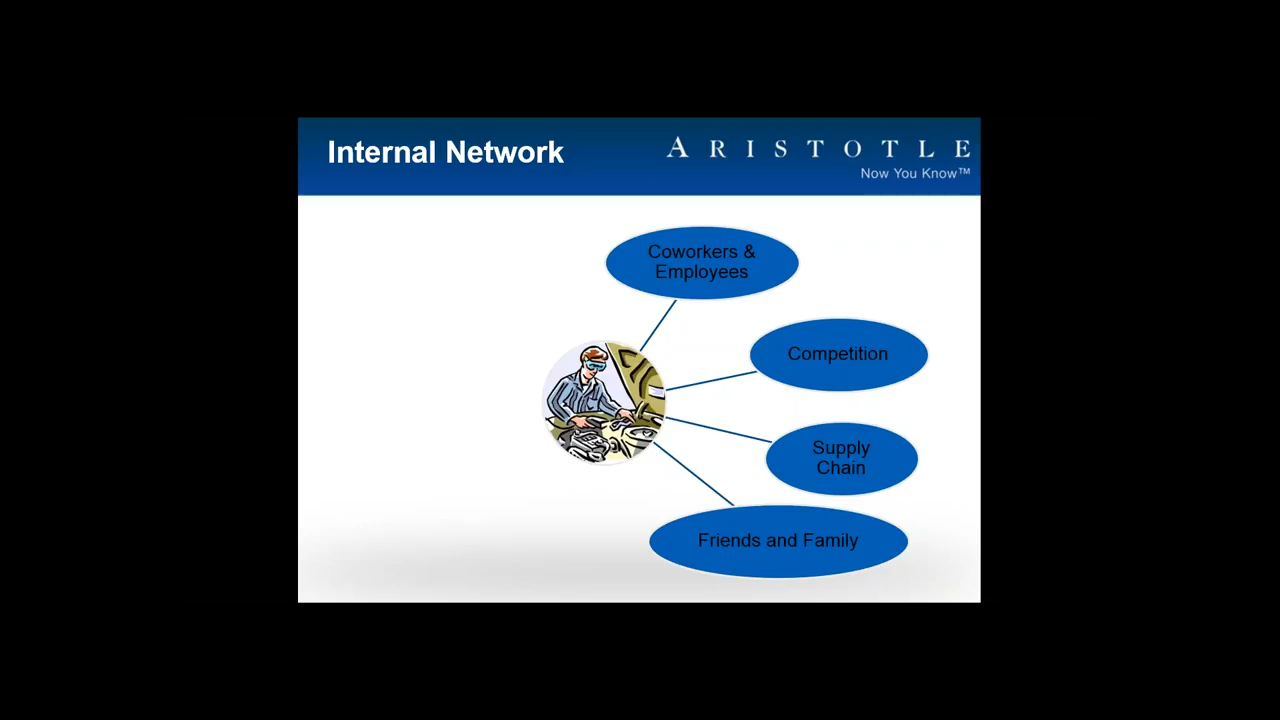 Internal Network
ARISTOTLE
Now You Know™
Coworkers &
Employees
Competition
Supply
Chain
Friends and Family